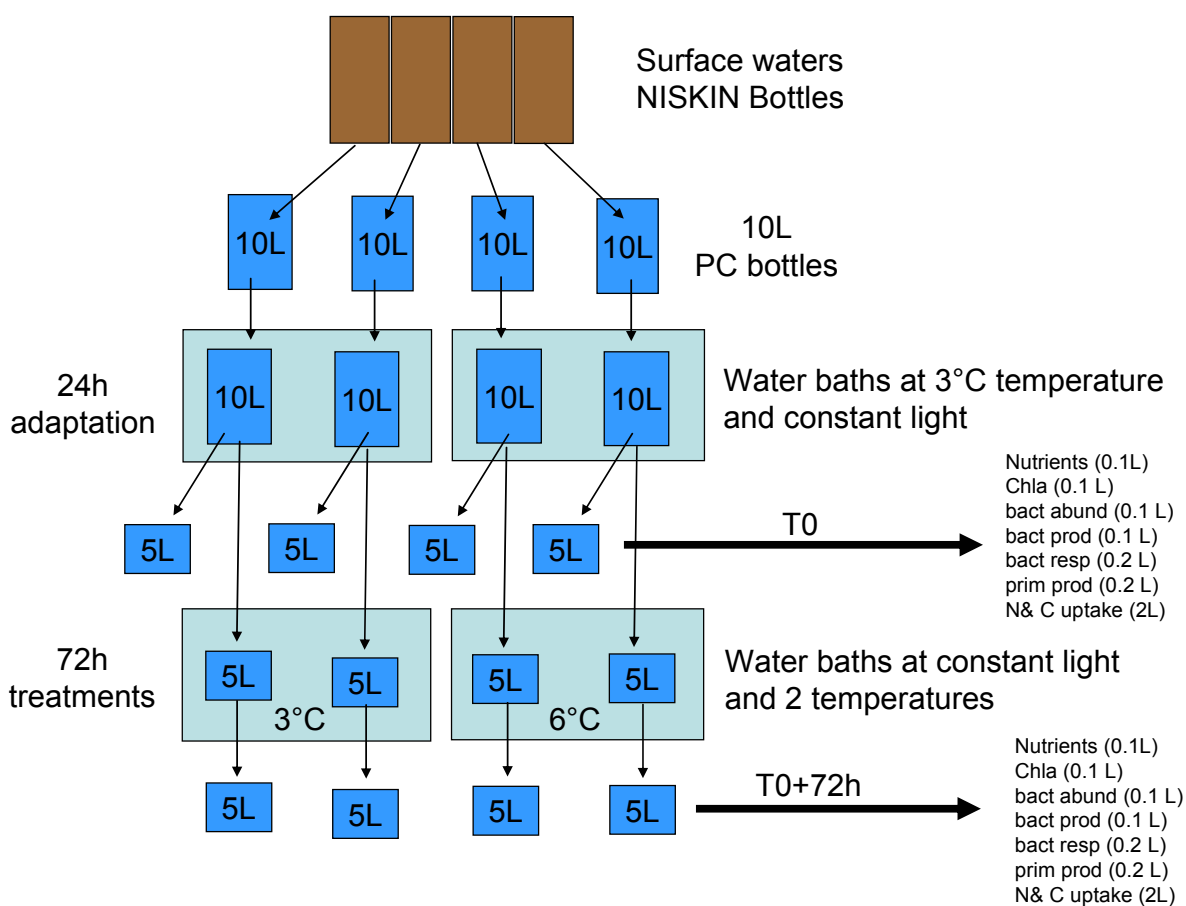 Surface waters
NISKIN Bottles
10L
10L
10L
10L
10L
PC bottles
24h
adaptation
10L
10L
10L
10L
Water baths at 3°C temperature
and constant light
5L
5L
5L
5L
T0
Nutrients (0.1L)
Chla (0.1 L)
bact abund (0.1 L)
bact prod (0.1 L)
bact resp (0.2 L)
prim prod (0.2 L)
N& C uptake (2L)
72h
treatments
5L
5L
3°C
5L
5L
6°C
Water baths at constant light
and 2 temperatures
5L
5L
5L
5L
T0+72h
Nutrients (0.1L)
Chla (0.1 L)
bact abund (0.1 L)
bact prod (0.1 L)
bact resp (0.2 L)
prim prod (0.2 L)
N& C uptake (2L)